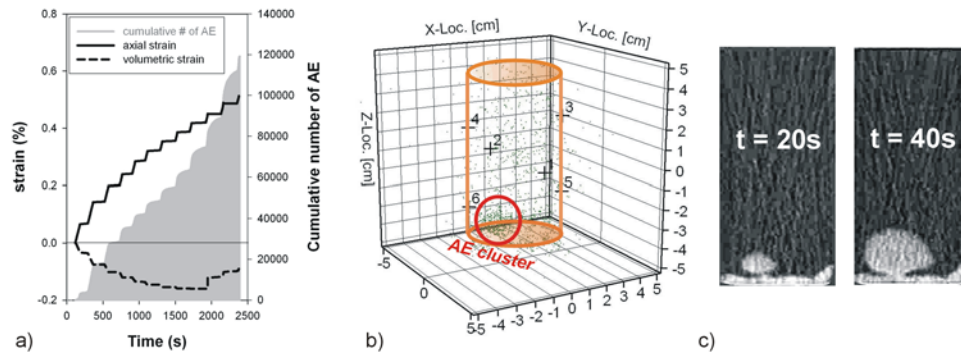 a)
0.8
0.6
0.4
0.2
0.0
-0.2
strain (%)
cumulative # of AE
axial strain
volumetric strain
140000
120000
100000
80000
60000
40000
20000
0
Cumulative number of AE
0 500 1000 1500 2000 2500
Time (s)
b)
X-Loc. [cm]
Y-Loc. [cm]
Z-Loc. [cm]
5
4
3
2
1
0
-1
-2
-3
-4
-5
-5
0
5
-5 -4 -3 -2 -1 0 1 2 3 4 5
4
2
3
1
5
6
AE cluster
c)
t = 20s
t = 40s